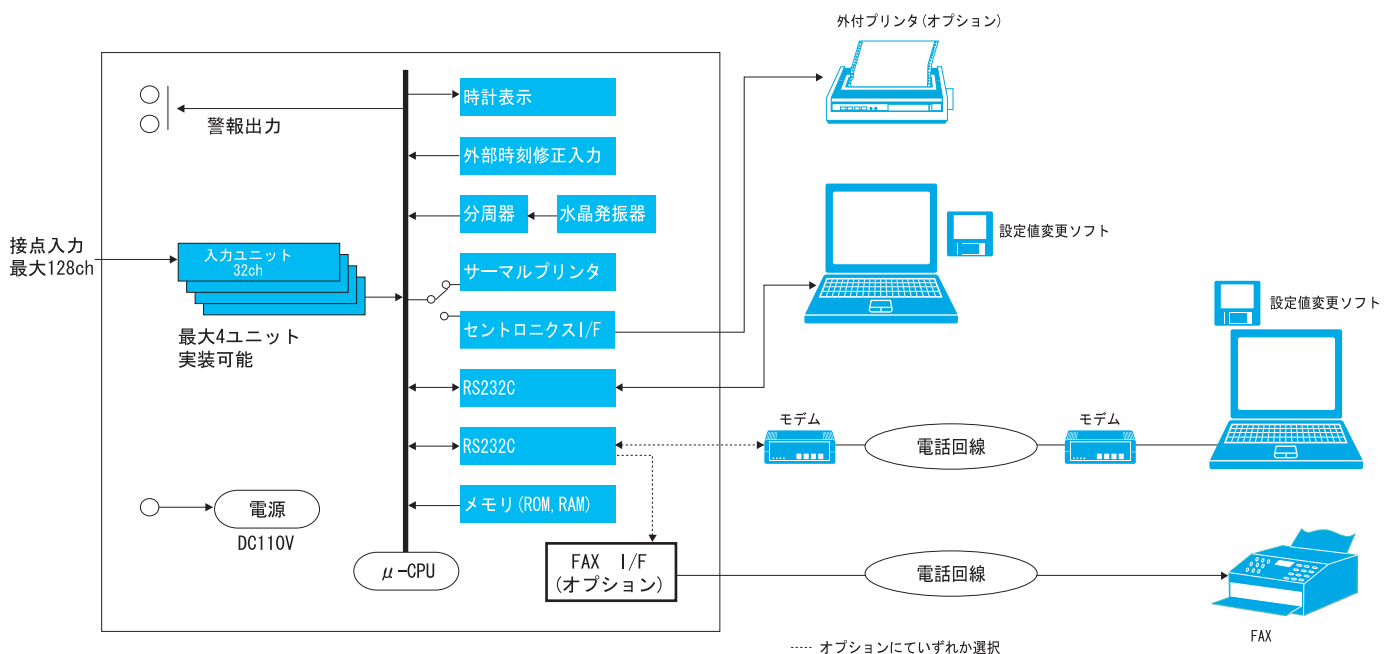 外付プリンタ(オプション)
時計表示
警報出力
外部時刻修正入力
分周器
水晶発振器
設定値変更ソフト
接点入力
最大128ch
入力ユニット
32ch
サーマルプリンタ
設定値変更ソフト
セントロニクスI/F
最大4ユニット
実装可能
RS232C
モデム
モデム
RS232C
電話回線
電源
メモリ(ROM,RAM)
DC110V
FAX I/F
(オプション)
μ-CPU
電話回線
FAX
····· オプションにていずれか選択